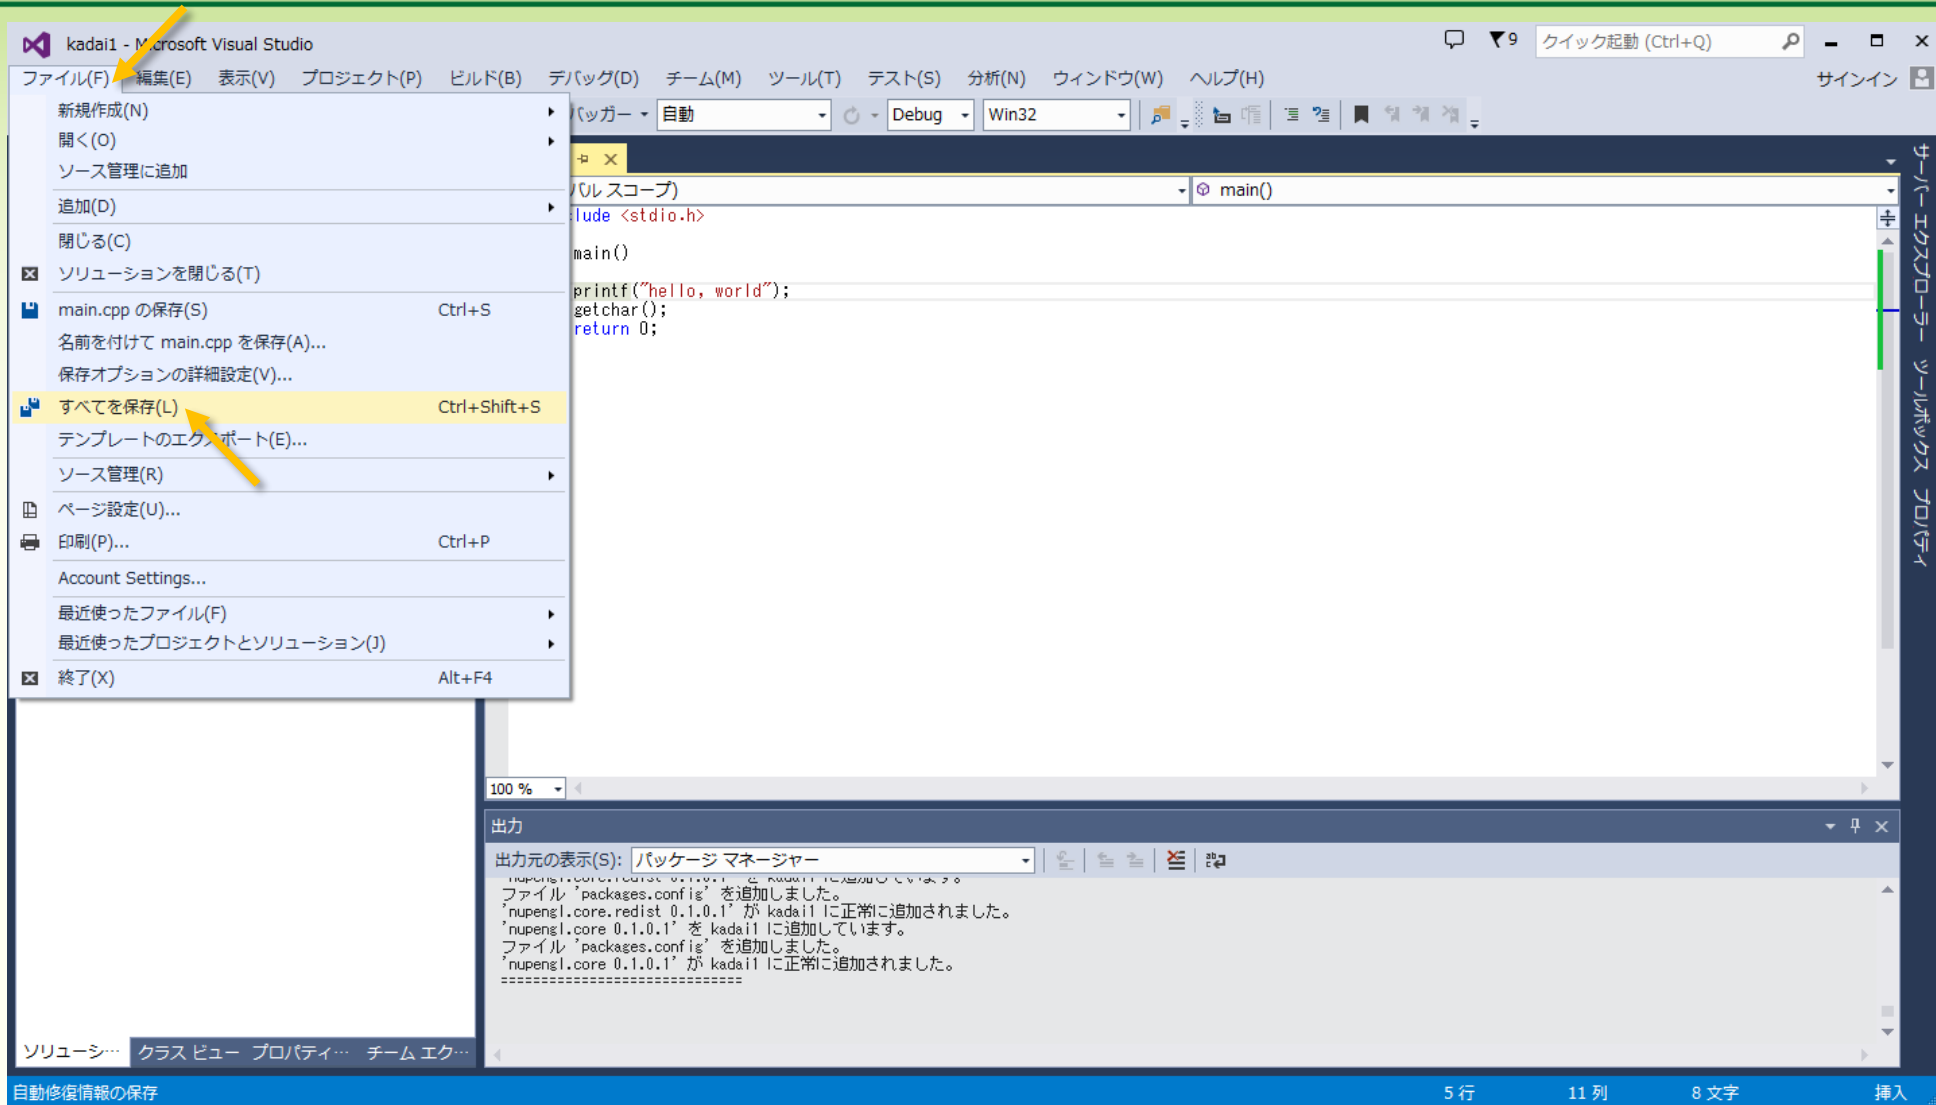 kadai1 - Microsoft Visual Studio
9
クイック起動 (Ctrl+Q)
ファイル(F) 編集(E) 表示(V) プロジェクト(P) ビルド(B) デバッグ(D) チーム(M) ツール(T) テスト(S) 分析(N) ウィンドウ(W) ヘルプ(H)
サインイン
バッガー 自動 Debug Win32
新規作成(N)
開く(O)
ソース管理に追加
追加(D)
閉じる(C)
ソリューションを閉じる(T)
main.cpp の保存(S) Ctrl+S
名前を付けて main.cpp を保存(A)...
保存オプションの詳細設定(V)...
すべてを保存(L) Ctrl+Shift+S
テンプレートのエクスポート(E)...
ソース管理(R)
ページ設定(U)...
印刷(P)... Ctrl+P
Account Settings...
最近使ったファイル(F)
最近使ったプロジェクトとソリューション(J)
終了(X) Alt+F4
バル スコープ)
main()
lude <stdio.h>
main()
printf("hello, world");
getchar();
return 0;
100 %
サーバー エクスプローラー
ツールボックス
プロパティ
出力
出力元の表示(S): パッケージ マネージャー
ファイル 'packages.config' を追加しました。
'nupengl.core.redist 0.1.0.1' が kadai1 に正常に追加されました。
'nupengl.core 0.1.0.1' を kadai1 に追加しています。
ファイル 'packages.config' を追加しました。
'nupengl.core 0.1.0.1' が kadai1 に正常に追加されました。
==============================
ソリューシ… クラス ビュー プロパティ… チーム エク…
自動修復情報の保存
5 行 11 列 8 文字 挿入